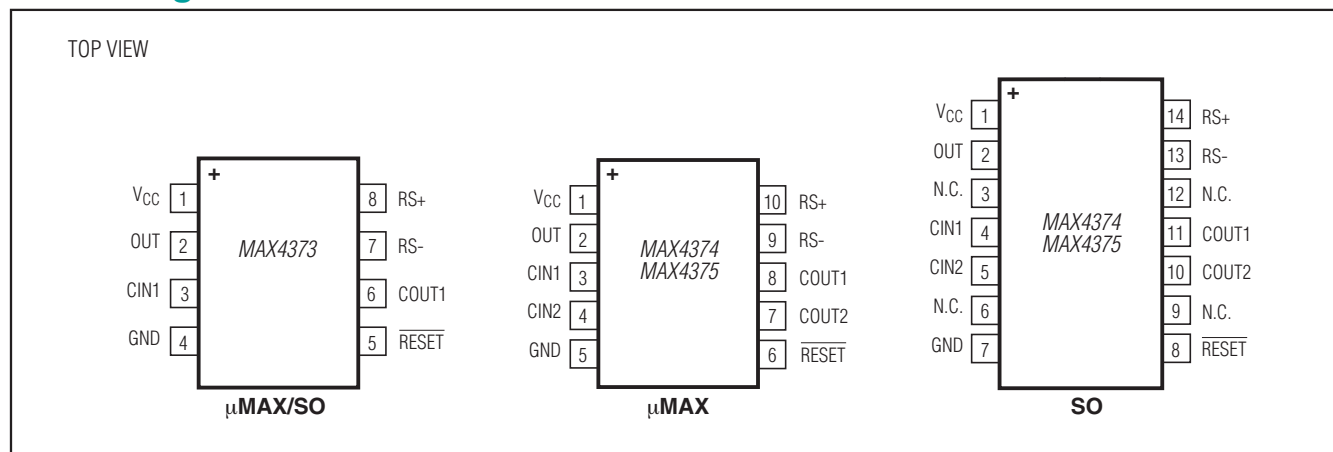 TOP VIEW
+
MAX4373
VCC 1
OUT 2
CIN1 3
GND 4
8 RS+
7 RS-
6 COUT1
5 RESET
μMAX/SO
+
MAX4374
MAX4375
VCC 1
OUT 2
CIN1 3
CIN2 4
GND 5
10 RS+
9 RS-
8 COUT1
7 COUT2
6 RESET
μMAX
+
MAX4374
MAX4375
VCC 1
OUT 2
N.C. 3
CIN1 4
CIN2 5
N.C. 6
GND 7
14 RS+
13 RS-
12 N.C.
11 COUT1
10 COUT2
9 N.C.
8 RESET
SO